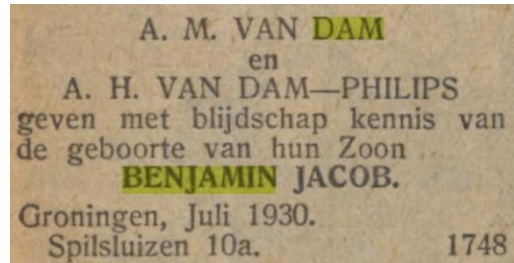 A. M. VAN DAM
en
A. H. VAN DAM—PHILIPS
geven met blijdschap kennis van
de geboorte van hun Zoon
BENJAMIN JACOB.
Groningen, Juli 1930.
Spilsluizen 10a. 1748